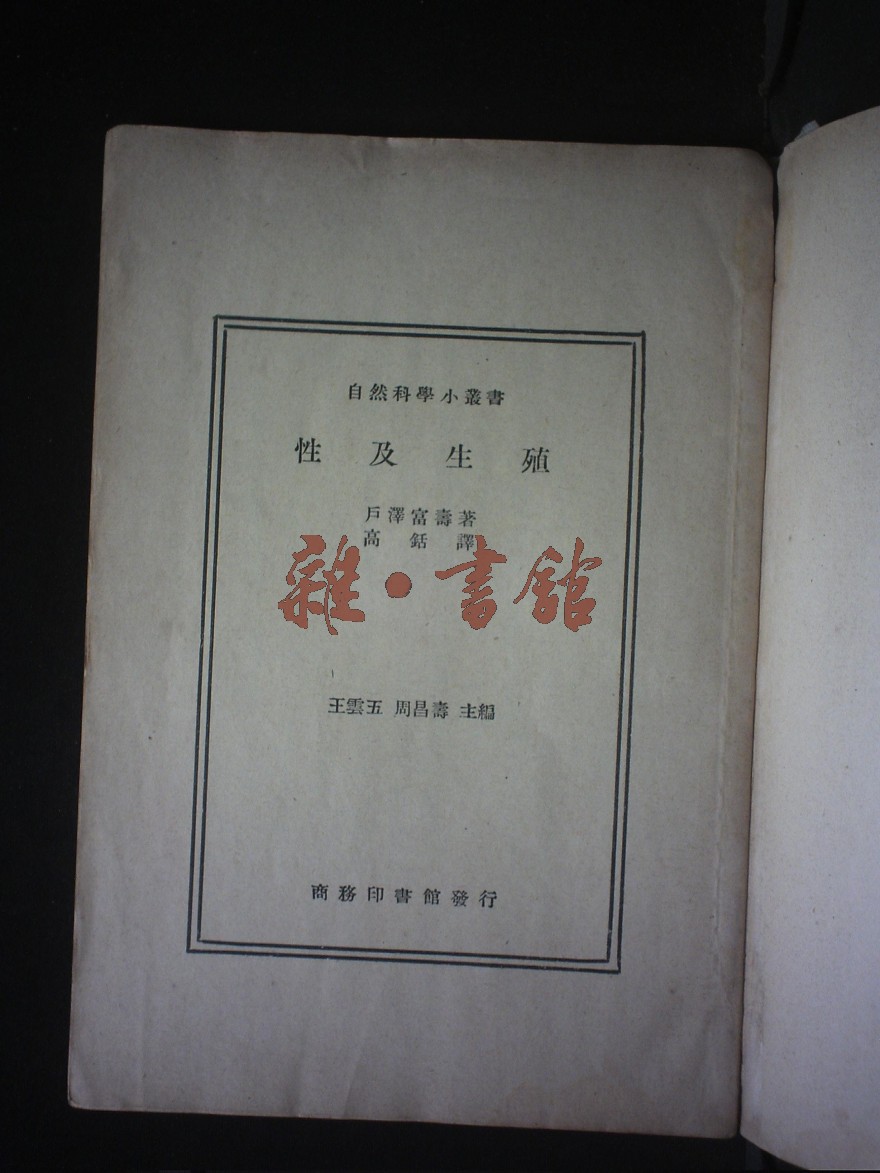 自然科學小叢書
性及生殖
戶澤富壽著
高銛譯
雜·書館
王雲五 周昌壽 主編
商務印書館發行